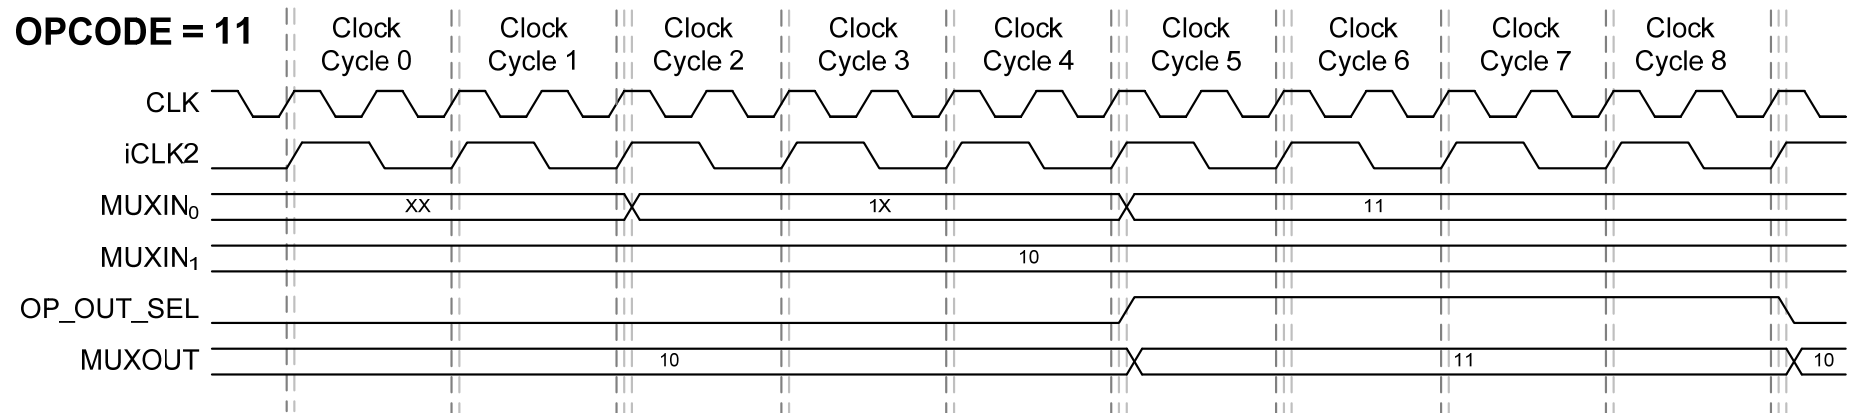 OPCODE = 11
Clock Cycle 0
Clock Cycle 1
Clock Cycle 2
Clock Cycle 3
Clock Cycle 4
Clock Cycle 5
Clock Cycle 6
Clock Cycle 7
Clock Cycle 8
CLK
iCLK2
MUXIN₀ XX 1X 11
MUXIN₁ 10
OP_OUT_SEL
MUXOUT 10 11 10